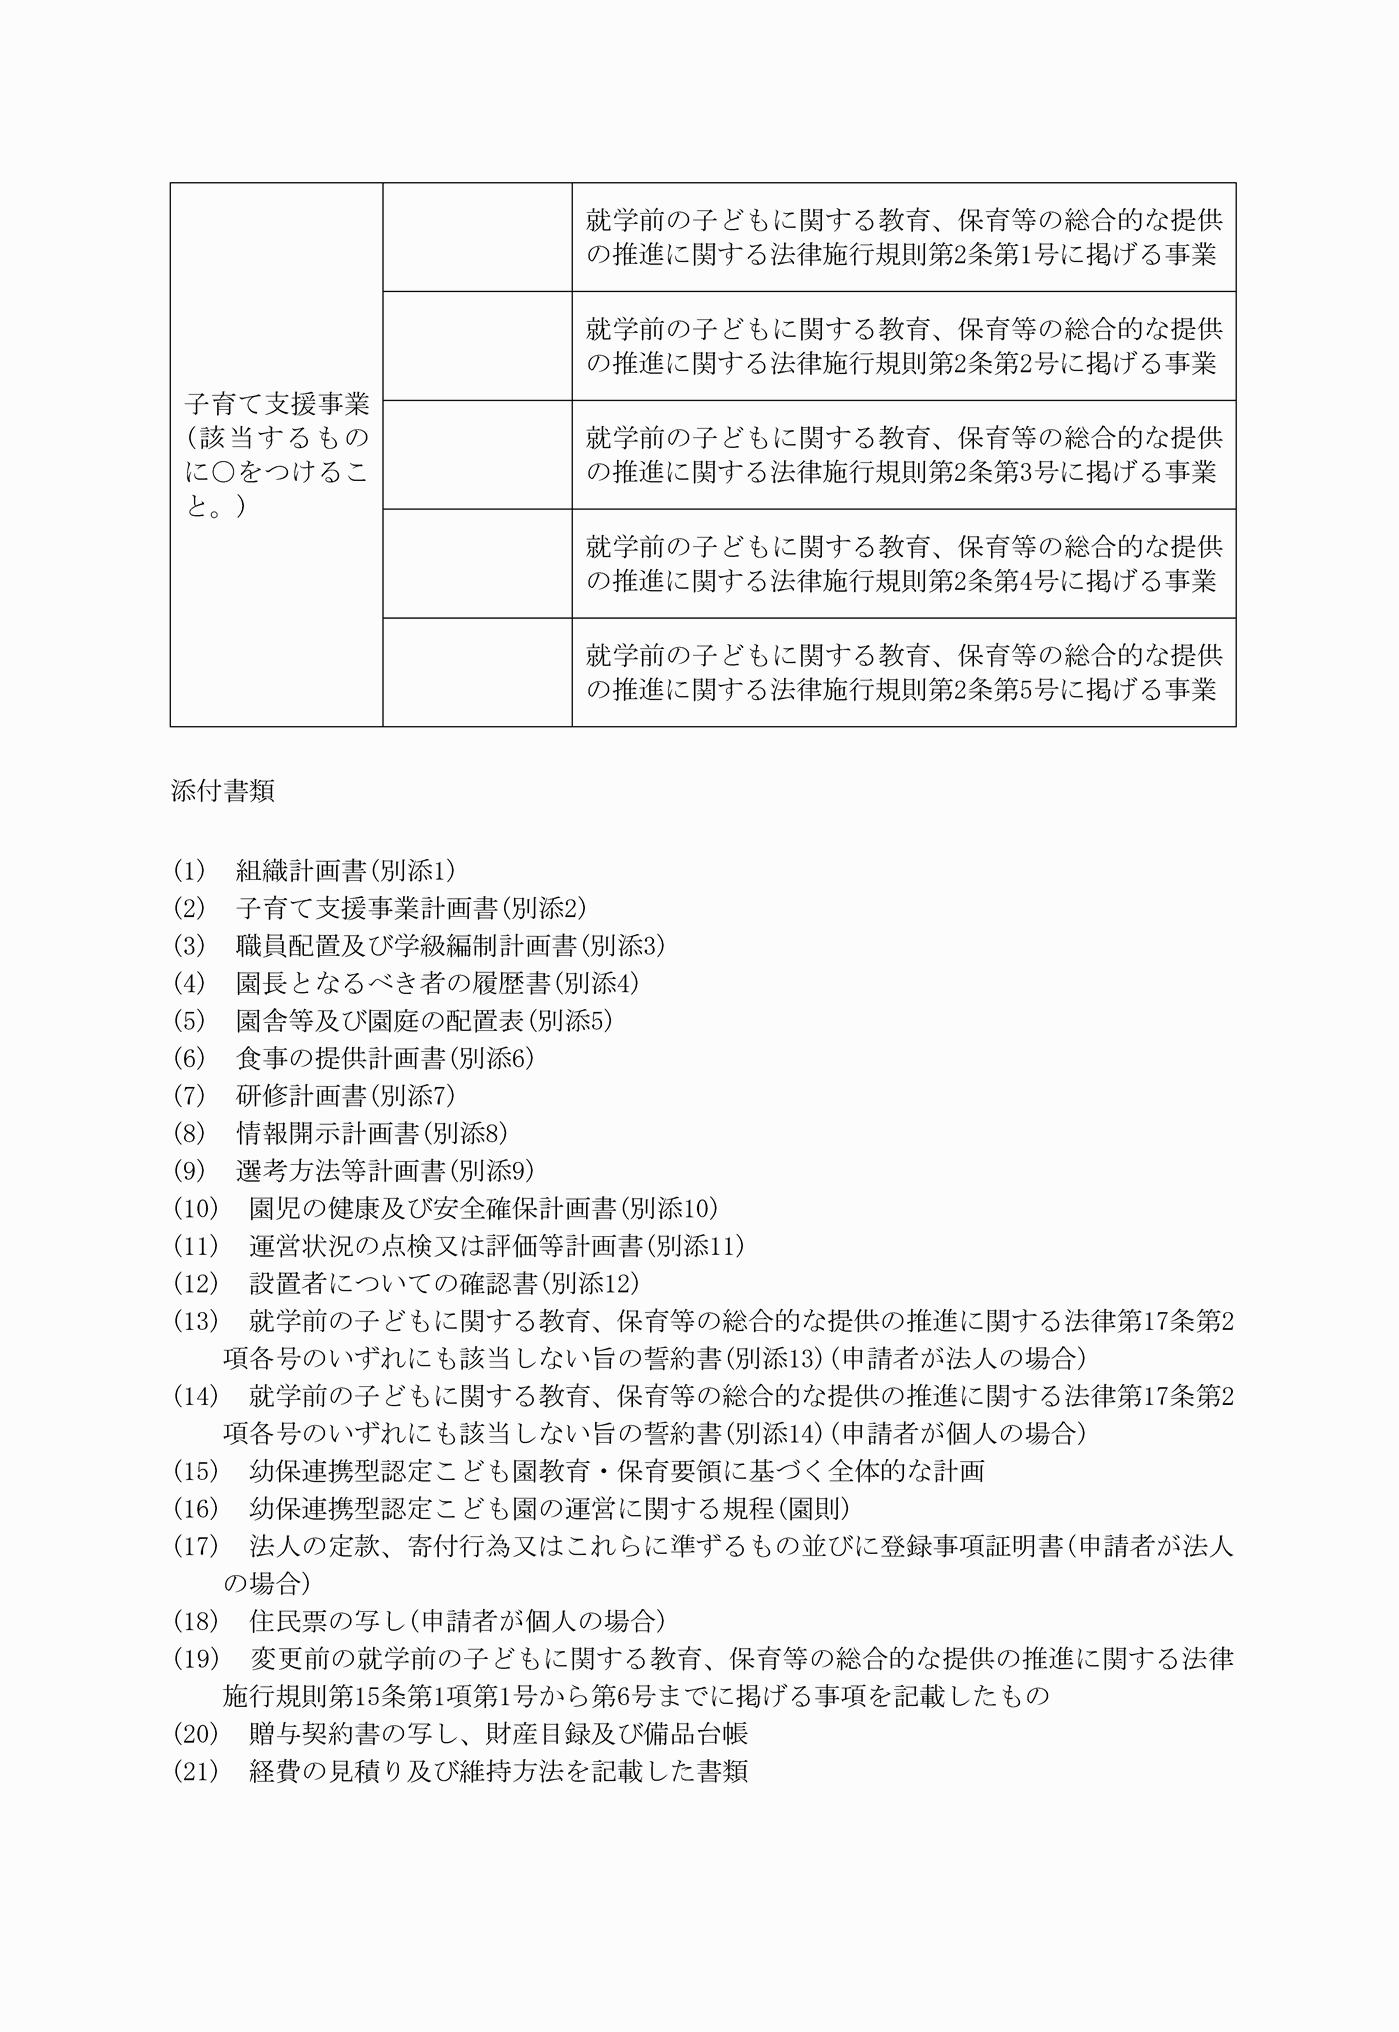 子育て支援事業
(該当するもの
に○をつけるこ
と。)
就学前の子どもに関する教育、保育等の総合的な提供
の推進に関する法律施行規則第2条第1号に掲げる事業
就学前の子どもに関する教育、保育等の総合的な提供
の推進に関する法律施行規則第2条第2号に掲げる事業
就学前の子どもに関する教育、保育等の総合的な提供
の推進に関する法律施行規則第2条第3号に掲げる事業
就学前の子どもに関する教育、保育等の総合的な提供
の推進に関する法律施行規則第2条第4号に掲げる事業
就学前の子どもに関する教育、保育等の総合的な提供
の推進に関する法律施行規則第2条第5号に掲げる事業
添付書類
(1)　組織計画書(別添1)
(2)　子育て支援事業計画書(別添2)
(3)　職員配置及び学級編制計画書(別添3)
(4)　園長となるべき者の履歴書(別添4)
(5)　園舎等及び園庭の配置表(別添5)
(6)　食事の提供計画書(別添6)
(7)　研修計画書(別添7)
(8)　情報開示計画書(別添8)
(9)　選考方法等計画書(別添9)
(10)　園児の健康及び安全確保計画書(別添10)
(11)　運営状況の点検又は評価等計画書(別添11)
(12)　設置者についての確認書(別添12)
(13)　就学前の子どもに関する教育、保育等の総合的な提供の推進に関する法律第17条第2
項各号のいずれにも該当しない旨の誓約書(別添13)(申請者が法人の場合)
(14)　就学前の子どもに関する教育、保育等の総合的な提供の推進に関する法律第17条第2
項各号のいずれにも該当しない旨の誓約書(別添14)(申請者が個人の場合)
(15)　幼保連携型認定こども園教育・保育要領に基づく全体的な計画
(16)　幼保連携型認定こども園の運営に関する規程(園則)
(17)　法人の定款、寄付行為又はこれらに準ずるもの並びに登録事項証明書(申請者が法人
の場合)
(18)　住民票の写し(申請者が個人の場合)
(19)　変更前の就学前の子どもに関する教育、保育等の総合的な提供の推進に関する法律
施行規則第15条第1項第1号から第6号までに掲げる事項を記載したもの
(20)　贈与契約書の写し、財産目録及び備品台帳
(21)　経費の見積り及び維持方法を記載した書類